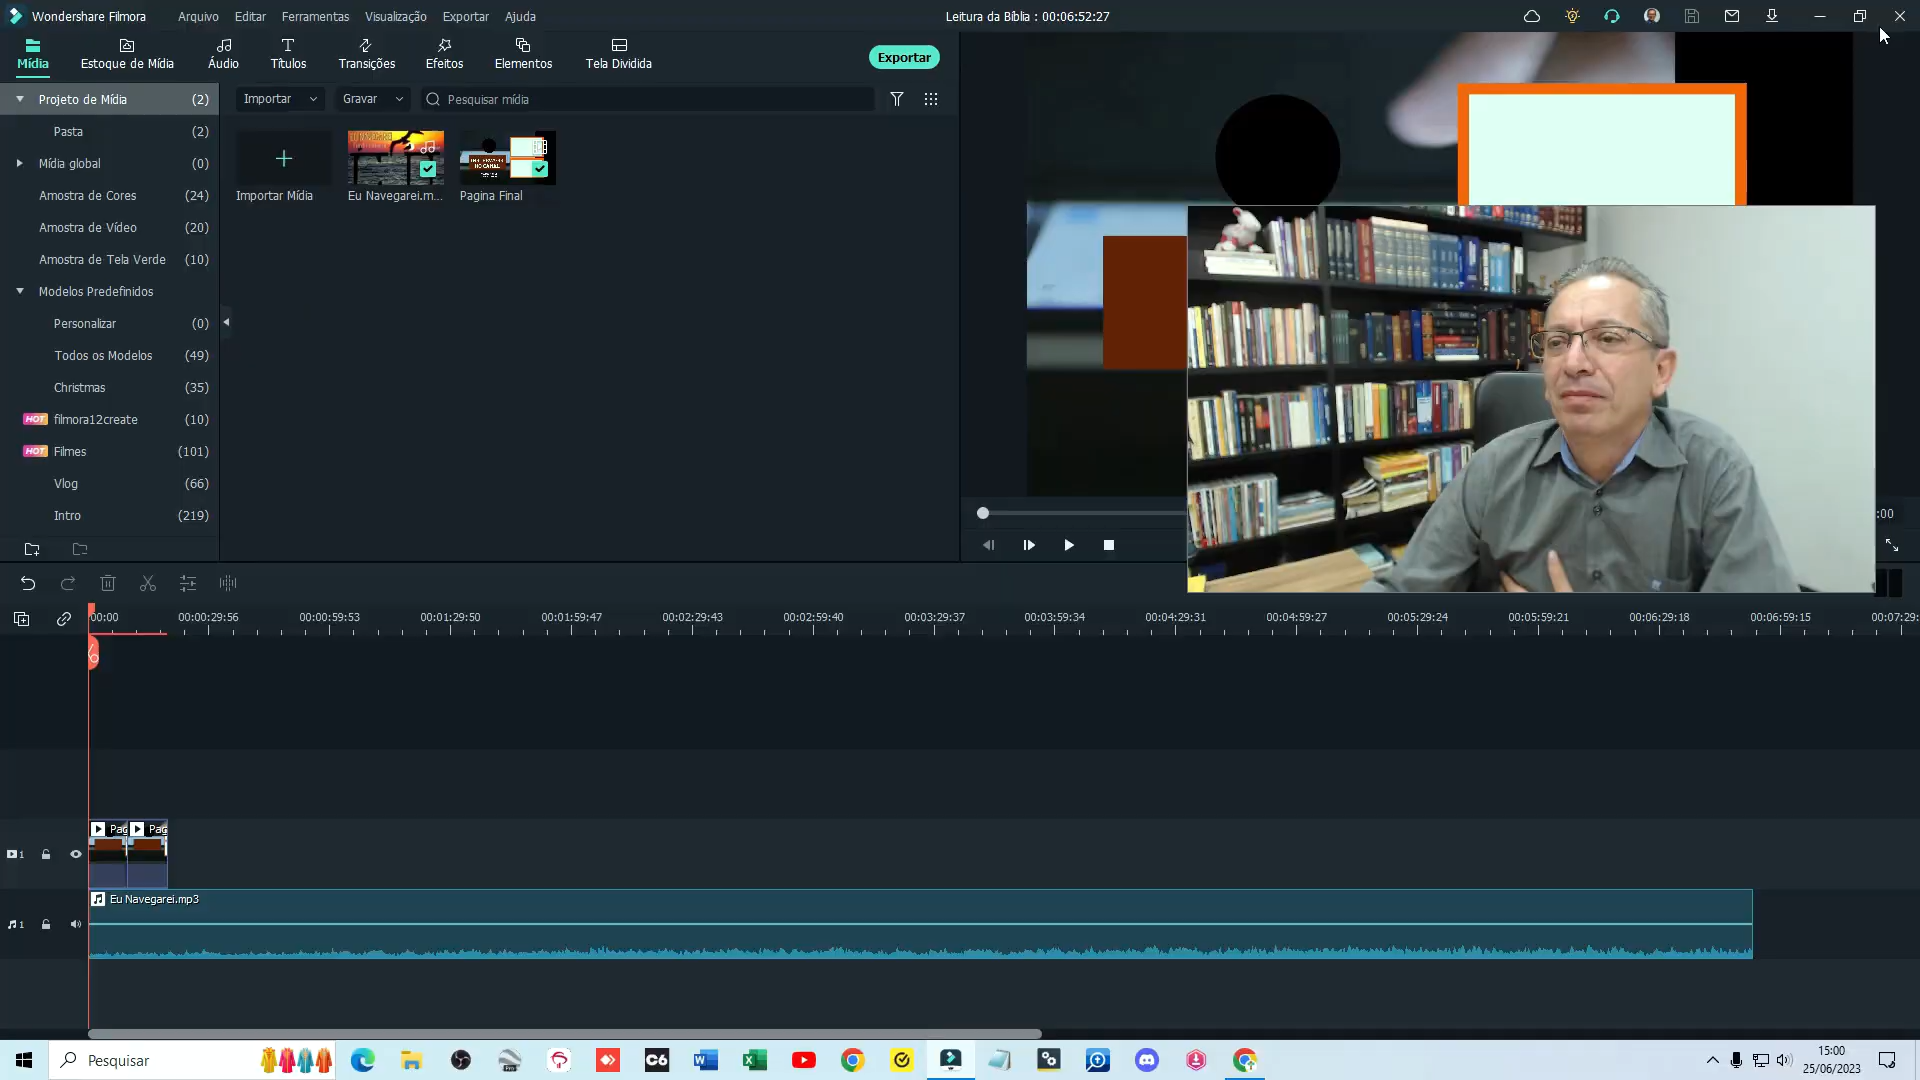 Wondershare Filmora
Arquivo
Editar
Ferramentas
Visualização
Exportar
Ajuda
Leitura da Bíblia : 00:06:52:27
Mídia
Estoque de Mídia
Áudio
Títulos
Transições
Efeitos
Elementos
Tela Dividida
Exportar
Projeto de Mídia (2)
Importar
Gravar
Pesquisar mídia
Pasta (2)
Mídia global (0)
Amostra de Cores (24)
Importar Mídia
Eu Navegarei.m...
Pagina Final
Amostra de Vídeo (20)
Amostra de Tela Verde (10)
Modelos Predefinidos
Personalizar (0)
Todos os Modelos (49)
Christmas (35)
HOT filmora12create (10)
HOT Filmes (101)
Vlog (66)
Intro (219)
:00
00:00
00:00:29:56
00:00:59:53
00:01:29:50
00:01:59:47
00:02:29:43
00:02:59:40
00:03:29:37
00:03:59:34
00:04:29:31
00:04:59:27
00:05:29:24
00:05:59:21
00:06:29:18
00:06:59:15
00:07:29:
Pag
Pag
1
Eu Navegarei.mp3
1
Pesquisar
C6
15:00
25/06/2023